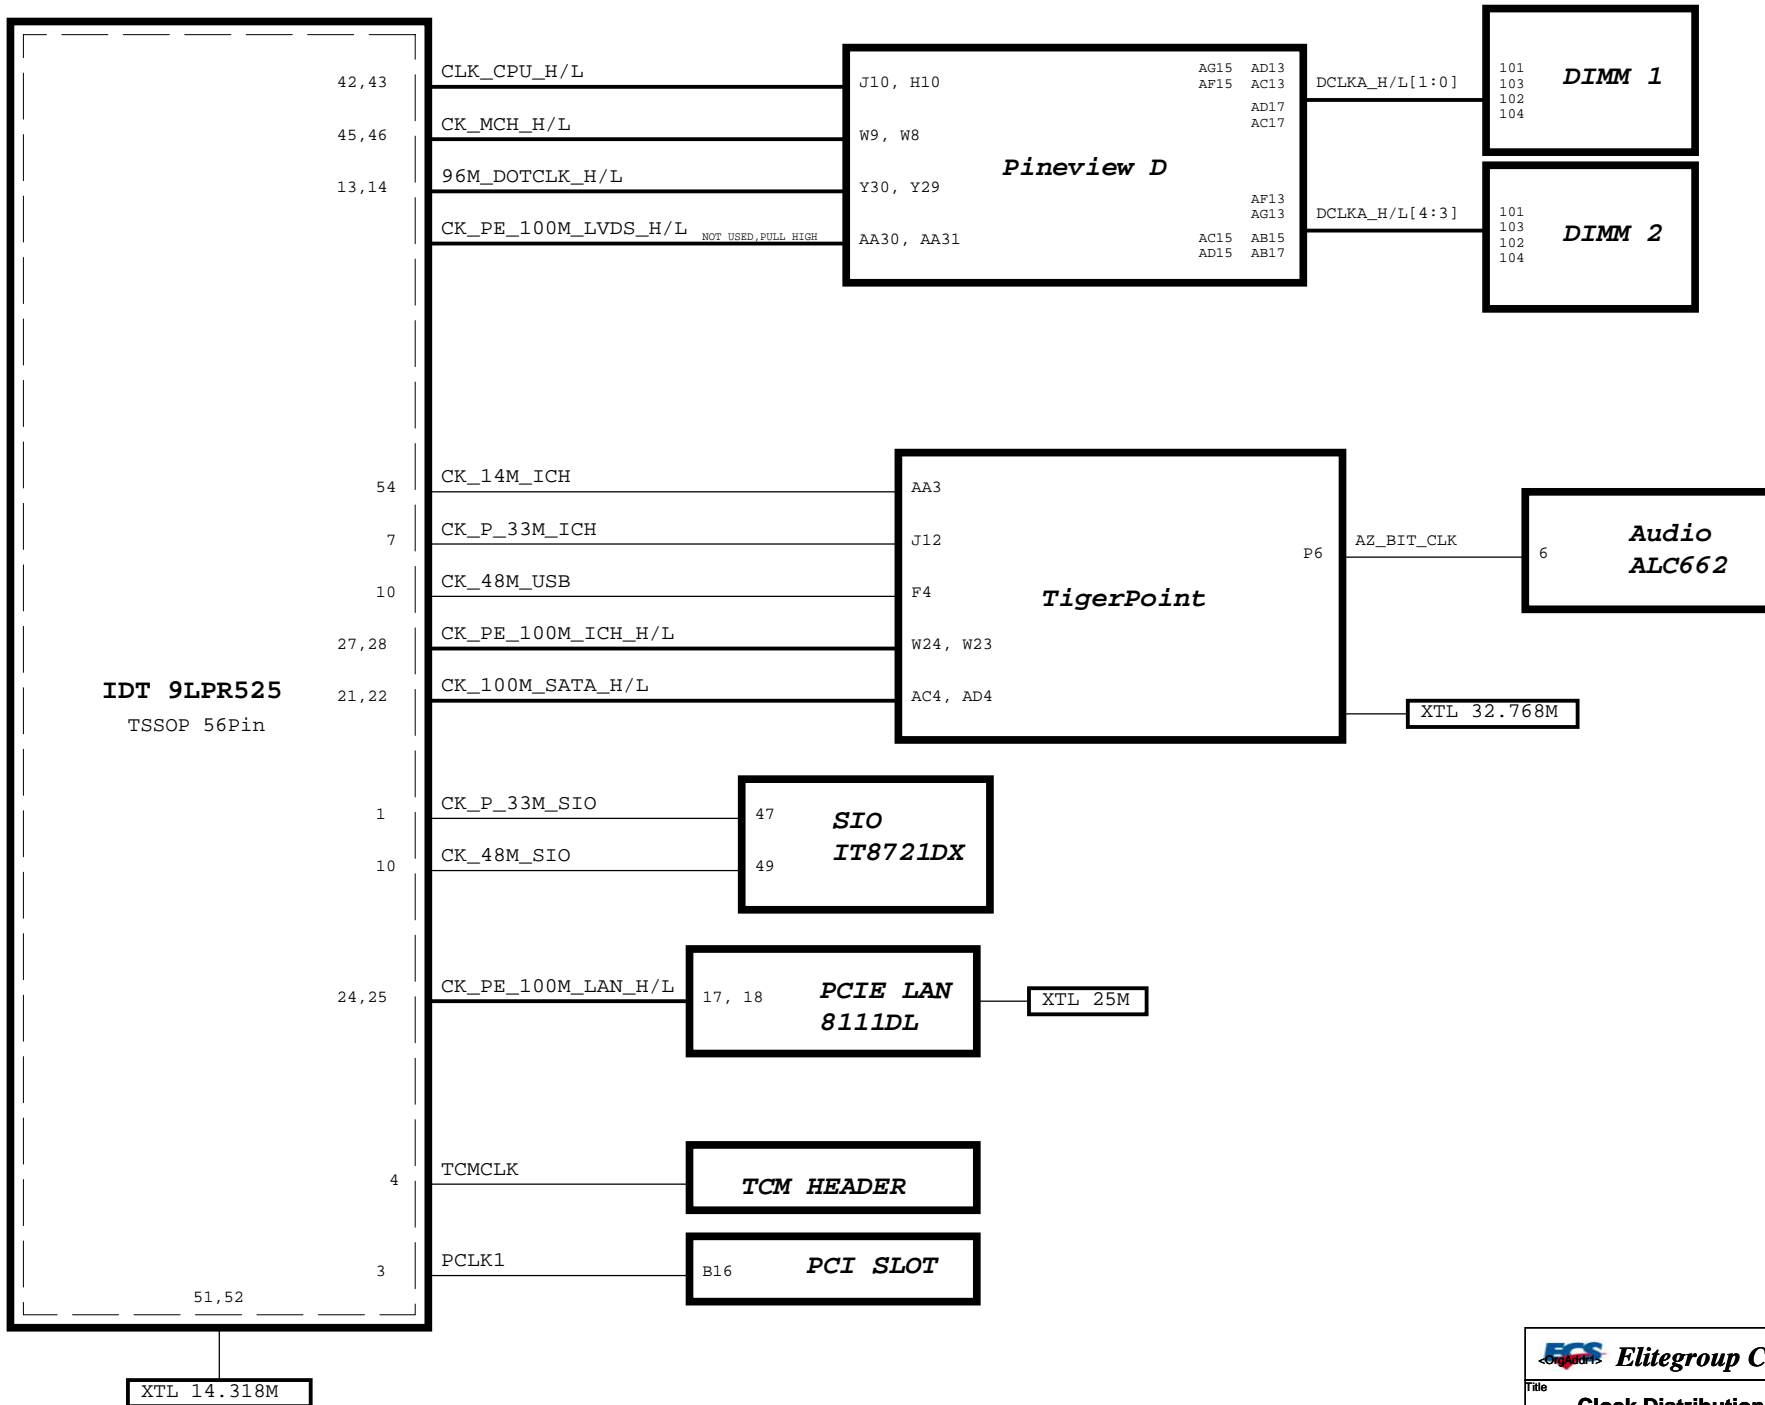 42,43 CLK_CPU_H/L J10, H10
45,46 CK_MCH_H/L W9, W8
13,14 96M_DOTCLK_H/L Y30, Y29
CK_PE_100M_LVDS_H/L NOT USED,PULL HIGH AA30, AA31
Pineview D
AG15 AD13
AF15 AC13
AD17
AC17
DCLKA_H/L[1:0]
101
103
102
104
DIMM 1
AF13
AG13
AC15 AB15
AD15 AB17
DCLKA_H/L[4:3]
101
103
102
104
DIMM 2
54 CK_14M_ICH AA3
7 CK_P_33M_ICH J12
10 CK_48M_USB F4
27,28 CK_PE_100M_ICH_H/L W24, W23
21,22 CK_100M_SATA_H/L AC4, AD4
TigerPoint
P6 AZ_BIT_CLK 6
Audio
ALC662
XTL 32.768M
IDT 9LPR525
TSSOP 56Pin
1 CK_P_33M_SIO 47
10 CK_48M_SIO 49
SIO
IT8721DX
24,25 CK_PE_100M_LAN_H/L 17, 18
PCIE LAN
8111DL
XTL 25M
4 TCMCLK
TCM HEADER
3 PCLK1 B16
PCI SLOT
51,52
XTL 14.318M
ECS
<OrgAddr1>
Elitegroup C
Title
Clock Distribution